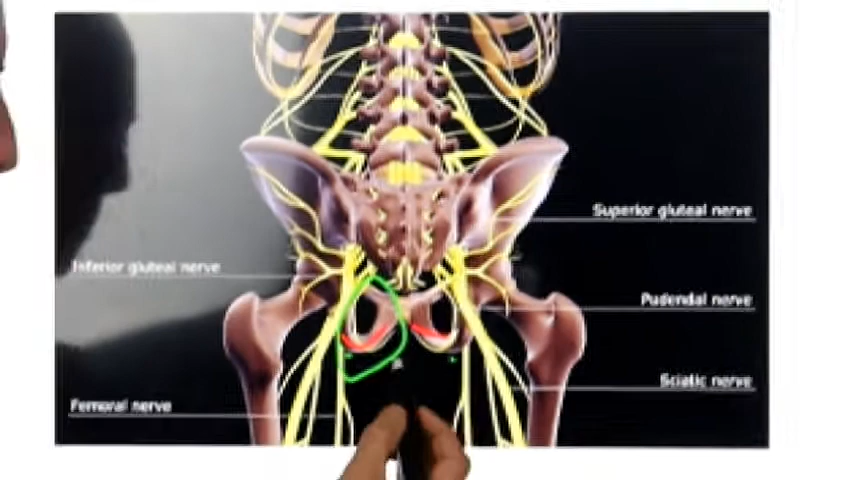 Superior gluteal nerve
Inferior gluteal nerve
Pudendal nerve
Sciatic nerve
Femoral nerve